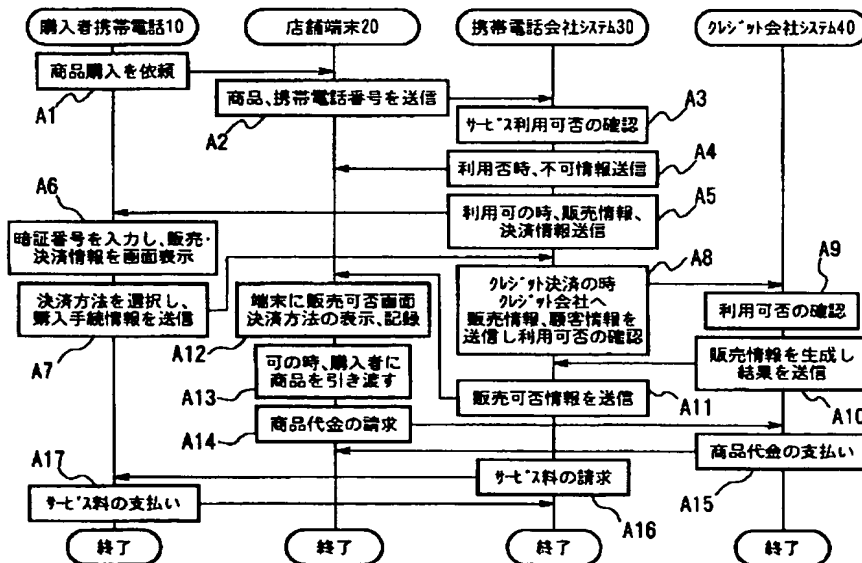 購入者携帯電話10
店舗端末20
携帯電話会社システム30
クレジット会社システム40
商品購入を依頼
A1
商品、携帯電話番号を送信
A2
A3
サービス利用可否の確認
A4
利用否時、不可情報送信
A5
利用可の時、販売情報、
決済情報送信
A6
暗証番号を入力し、販売・
決済情報を画面表示
決済方法を選択し、
購入手続情報を送信
A7
A8
クレジット決済の時
クレジット会社へ
販売情報、顧客情報を
送信し利用可否の確認
A9
利用可否の確認
販売情報を生成し
結果を送信
A10
販売可否情報を送信
A11
端末に販売可否画面
決済方法の表示、記録
A12
可の時、購入者に
商品を引き渡す
A13
商品代金の請求
A14
商品代金の支払い
A15
サービス料の請求
A16
A17
サービス料の支払い
終了
終了
終了
終了